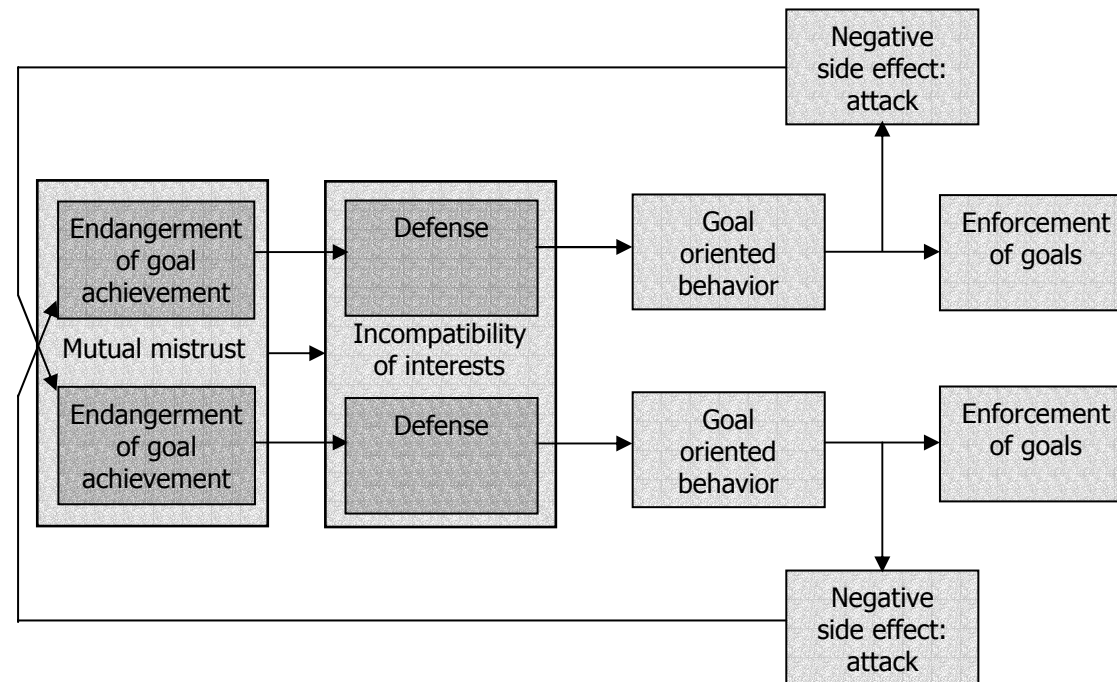 Negative
side effect:
attack
Endangerment
of goal
achievement
Defense
Goal
oriented
behavior
Enforcement
of goals
Mutual mistrust
Incompatibility
of interests
Endangerment
of goal
achievement
Defense
Goal
oriented
behavior
Enforcement
of goals
Negative
side effect:
attack